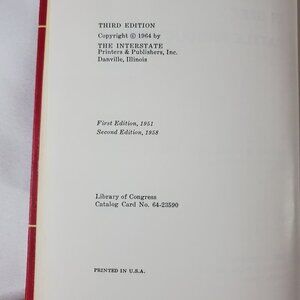 THIRD EDITION
Copyright © 1964 by
THE INTERSTATE
Printers & Publishers, Inc.
Danville, Illinois
First Edition, 1951
Second Edition, 1958
Library of Congress
Catalog Card No. 64-23590
PRINTED IN U.S.A.